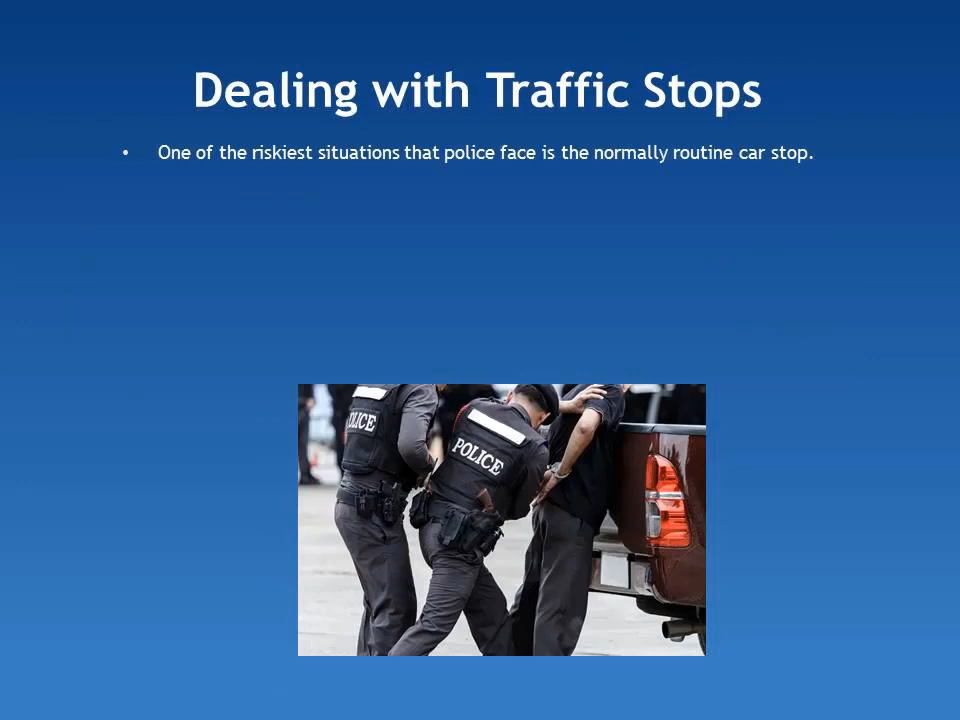 Dealing with Traffic Stops
• One of the riskiest situations that police face is the normally routine car stop.
OLICE
POLICE